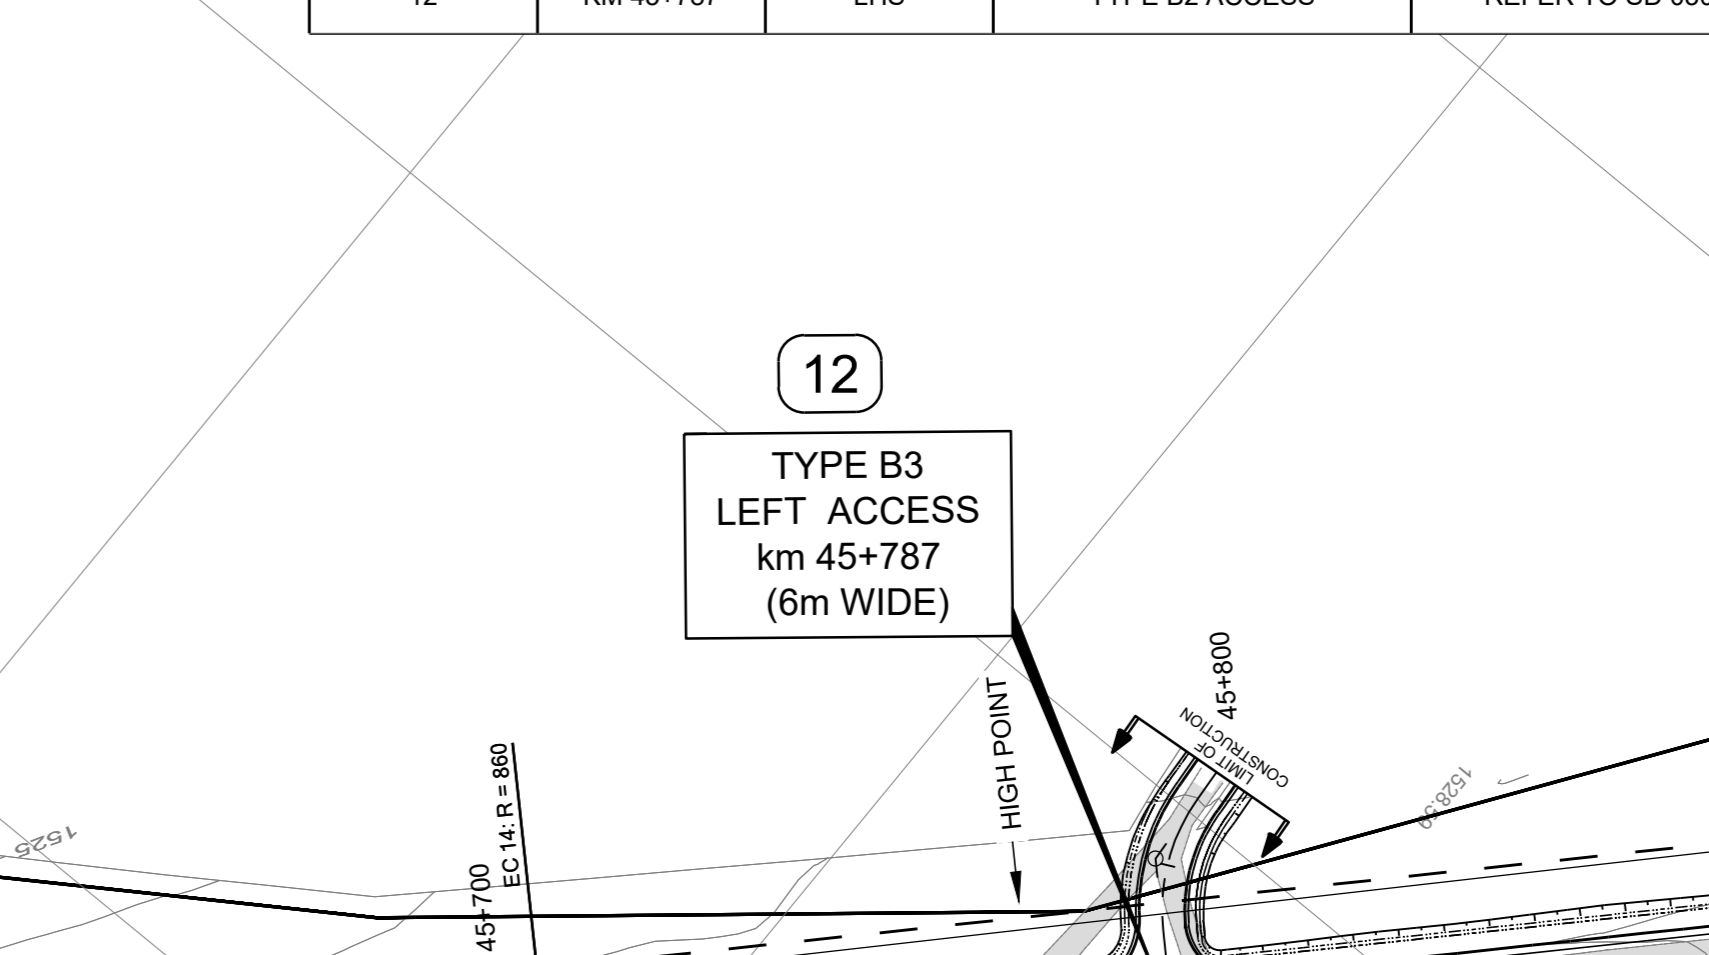 12
TYPE B3
LEFT ACCESS
km 45+787
(6m WIDE)
HIGH POINT
45+800
LIMIT OF
CONSTRUCTION
EC 14: R = 860
45+700
1525
1528.59